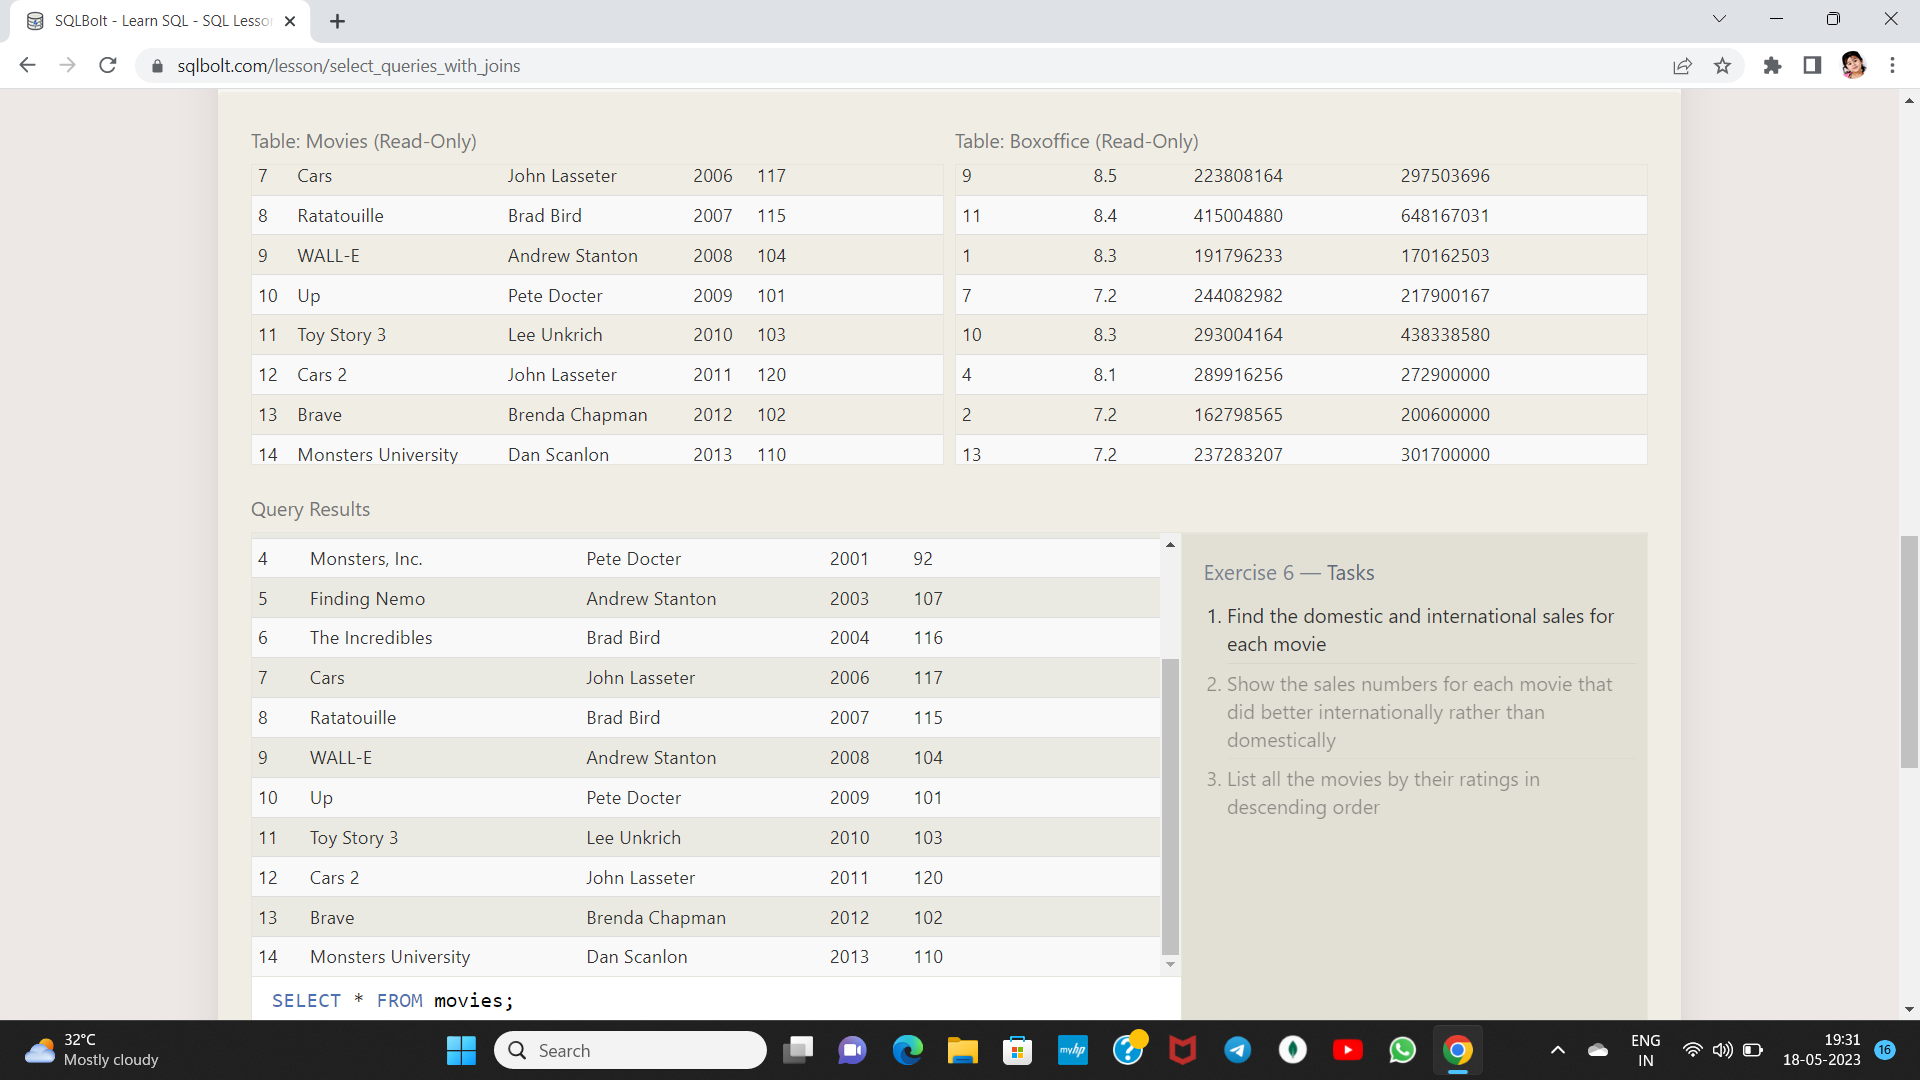 SQLBolt - Learn SQL - SQL Lesso
sqlbolt.com/lesson/select_queries_with_joins
Table: Movies (Read-Only)
7 Cars John Lasseter 2006 117
8 Ratatouille Brad Bird 2007 115
9 WALL-E Andrew Stanton 2008 104
10 Up Pete Docter 2009 101
11 Toy Story 3 Lee Unkrich 2010 103
12 Cars 2 John Lasseter 2011 120
13 Brave Brenda Chapman 2012 102
14 Monsters University Dan Scanlon 2013 110
Table: Boxoffice (Read-Only)
9 8.5 223808164 297503696
11 8.4 415004880 648167031
1 8.3 191796233 170162503
7 7.2 244082982 217900167
10 8.3 293004164 438338580
4 8.1 289916256 272900000
2 7.2 162798565 200600000
13 7.2 237283207 301700000
Query Results
4 Monsters, Inc. Pete Docter 2001 92
5 Finding Nemo Andrew Stanton 2003 107
6 The Incredibles Brad Bird 2004 116
7 Cars John Lasseter 2006 117
8 Ratatouille Brad Bird 2007 115
9 WALL-E Andrew Stanton 2008 104
10 Up Pete Docter 2009 101
11 Toy Story 3 Lee Unkrich 2010 103
12 Cars 2 John Lasseter 2011 120
13 Brave Brenda Chapman 2012 102
14 Monsters University Dan Scanlon 2013 110
SELECT * FROM movies;
Exercise 6 — Tasks
1. Find the domestic and international sales for
each movie
2. Show the sales numbers for each movie that
did better internationally rather than
domestically
3. List all the movies by their ratings in
descending order
32°C
Mostly cloudy
Search
myhp
ENG
IN
19:31
18-05-2023
16